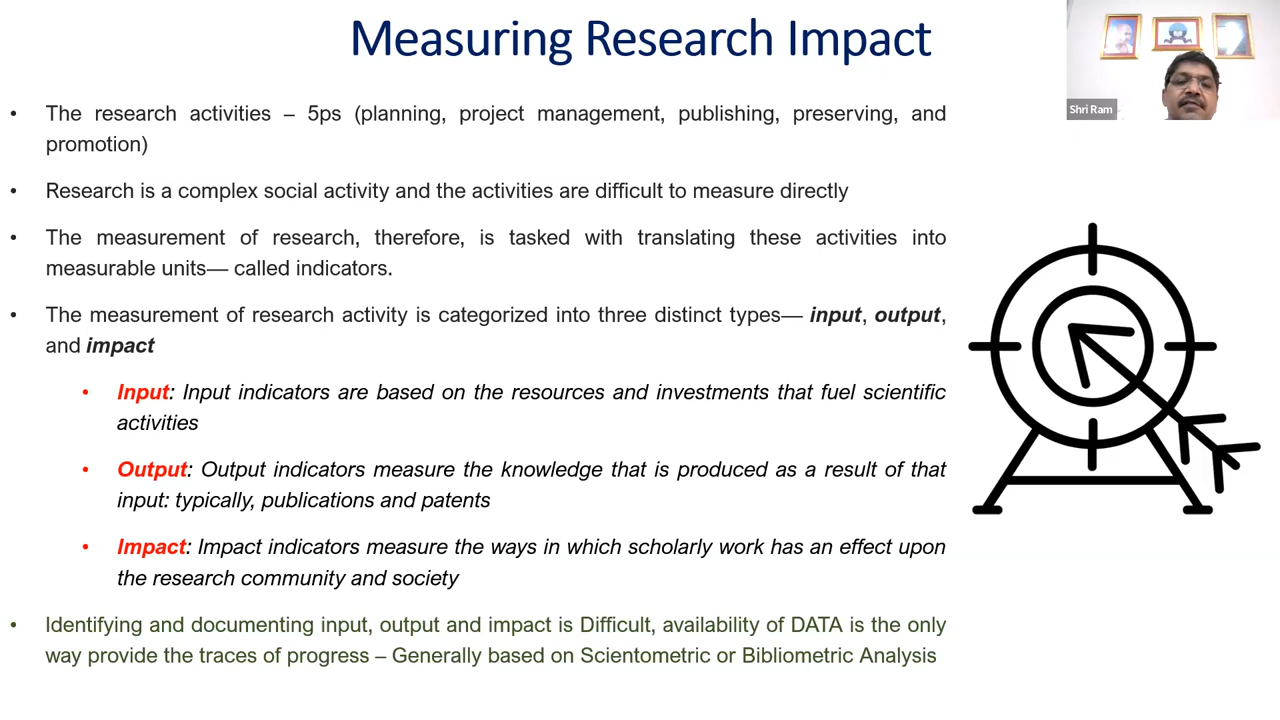 Measuring Research Impact
Shri Ram
• The research activities – 5ps (planning, project management, publishing, preserving, and
promotion)
• Research is a complex social activity and the activities are difficult to measure directly
• The measurement of research, therefore, is tasked with translating these activities into
measurable units— called indicators.
• The measurement of research activity is categorized into three distinct types— input, output,
and impact
• Input: Input indicators are based on the resources and investments that fuel scientific
activities
• Output: Output indicators measure the knowledge that is produced as a result of that
input: typically, publications and patents
• Impact: Impact indicators measure the ways in which scholarly work has an effect upon
the research community and society
• Identifying and documenting input, output and impact is Difficult, availability of DATA is the only
way provide the traces of progress – Generally based on Scientometric or Bibliometric Analysis